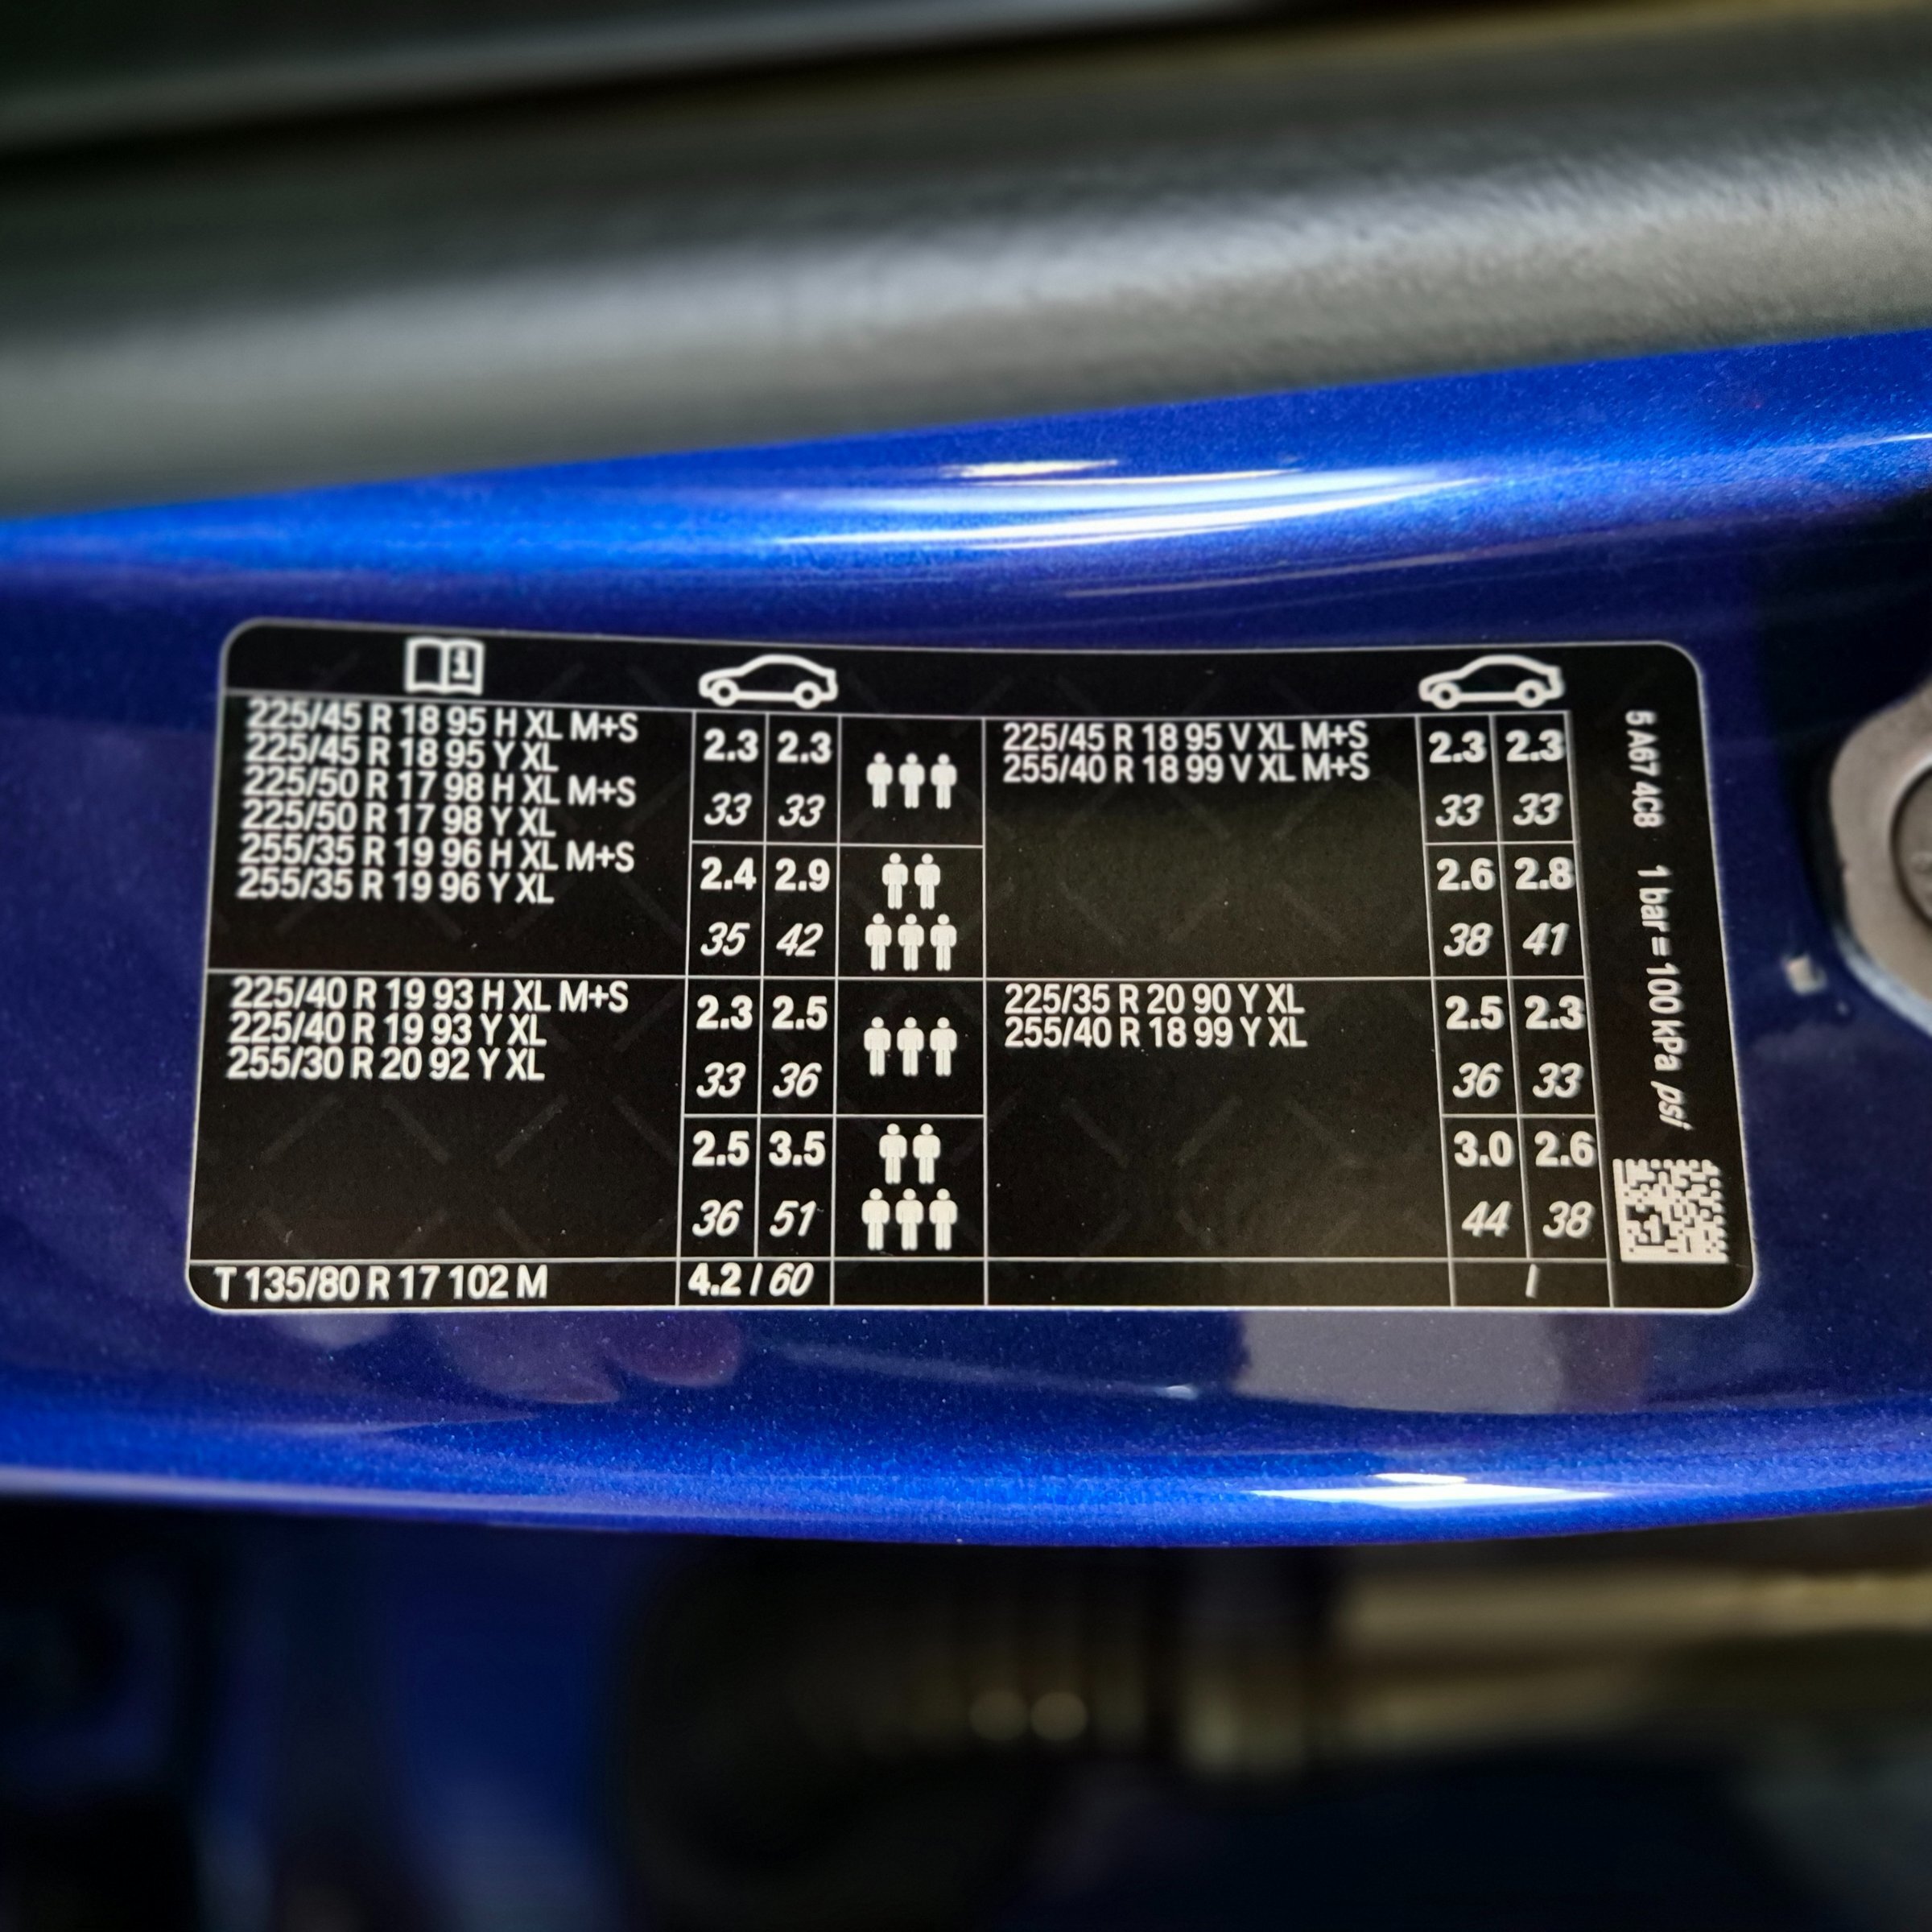 225/45 R 18 95 H XL M+S
225/45 R 18 95 Y XL
225/50 R 17 98 H XL M+S
225/50 R 17 98 Y XL
255/35 R 19 96 H XL M+S
255/35 R 19 96 Y XL
2.3 2.3
33 33
2.4 2.9
35 42
225/45 R 18 95 V XL M+S
255/40 R 18 99 V XL M+S
2.3 2.3
33 33
2.6 2.8
38 41
225/40 R 19 93 H XL M+S
225/40 R 19 93 Y XL
255/30 R 20 92 Y XL
2.3 2.5
33 36
2.5 3.5
36 51
225/35 R 20 90 Y XL
255/40 R 18 99 Y XL
2.5 2.3
36 33
3.0 2.6
44 38
T 135/80 R 17 102 M
4.2 / 60
/
5 A67 4C8 1 bar = 100 kPa psi